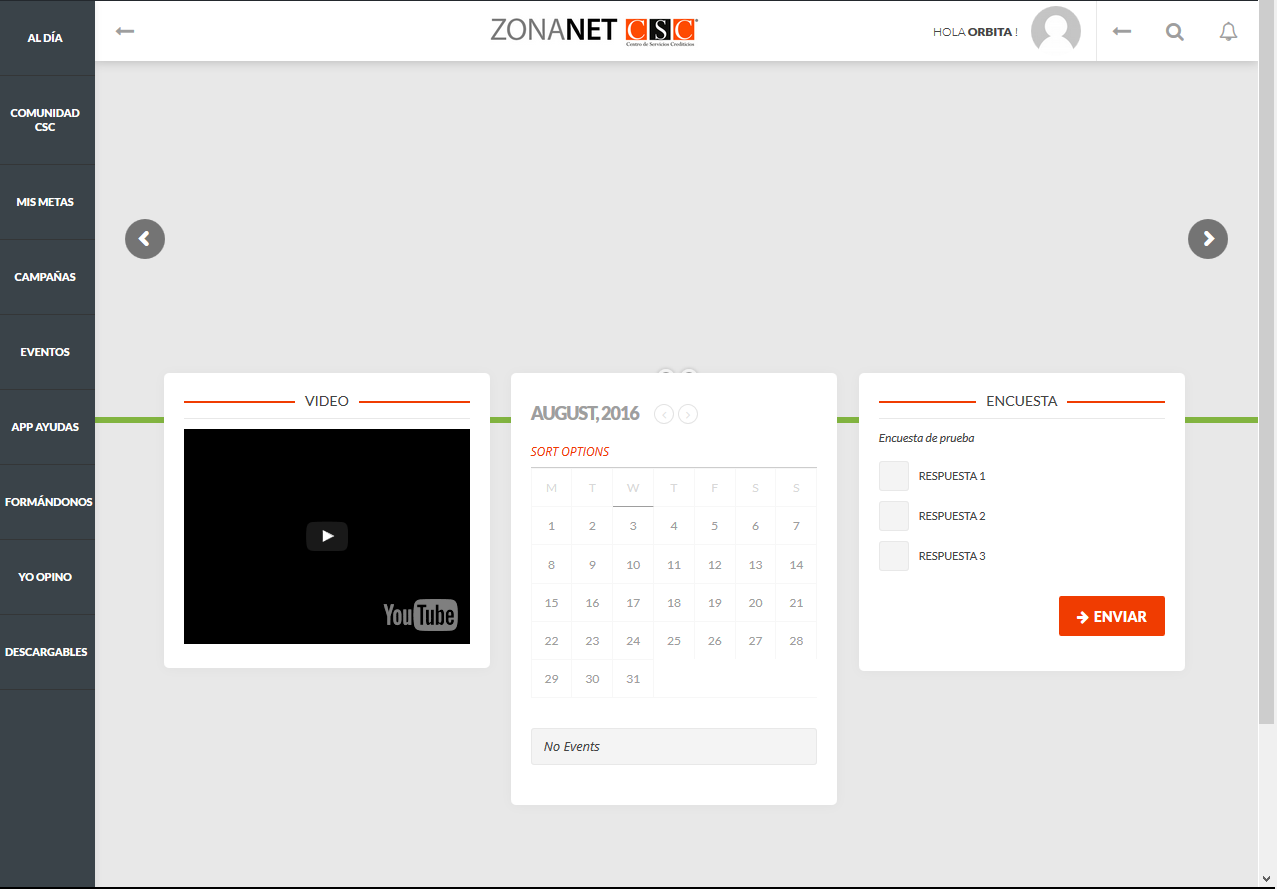 AL DÍA
COMUNIDAD
CSC
MIS METAS
CAMPAÑAS
EVENTOS
APP AYUDAS
FORMÁNDONOS
YO OPINO
DESCARGABLES
ZONANET CSC
Centro de Servicios Crediticios
HOLA ORBITA !
VIDEO
YouTube
AUGUST, 2016
SORT OPTIONS
M T W T F S S
1 2 3 4 5 6 7
8 9 10 11 12 13 14
15 16 17 18 19 20 21
22 23 24 25 26 27 28
29 30 31
No Events
ENCUESTA
Encuesta de prueba
RESPUESTA 1
RESPUESTA 2
RESPUESTA 3
ENVIAR